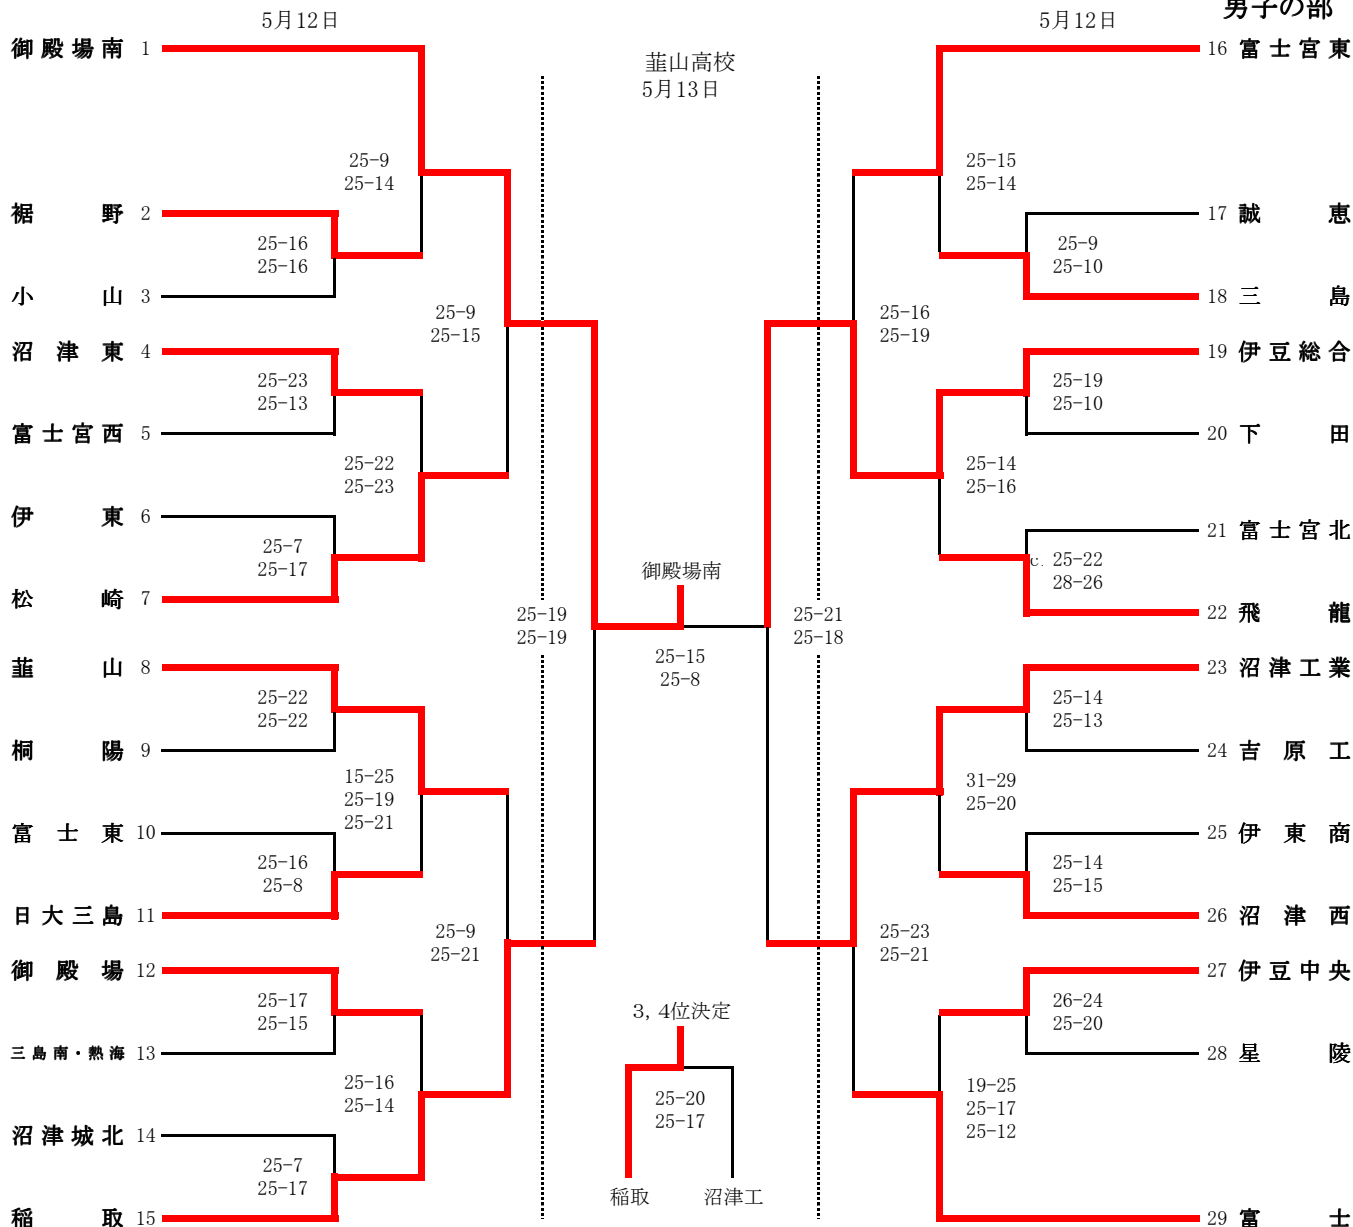 男子の部
5月12日
5月12日
韮山高校
5月13日
御殿場南 1
裾野 2
小山 3
沼津東 4
富士宮西 5
伊東 6
松崎 7
韮山 8
桐陽 9
富士東 10
日大三島 11
御殿場 12
三島南・熱海 13
沼津城北 14
稲取 15
25-9
25-14
25-16
25-16
25-23
25-13
25-22
25-23
25-7
25-17
25-9
25-15
25-22
25-22
15-25
25-19
25-21
25-16
25-8
25-9
25-21
25-17
25-15
25-16
25-14
25-7
25-17
25-19
25-19
御殿場南
25-15
25-8
25-21
25-18
3, 4位決定
25-20
25-17
稲取
沼津工
25-15
25-14
25-9
25-10
25-16
25-19
25-19
25-10
25-14
25-16
c. 25-22
28-26
25-14
25-13
31-29
25-20
25-14
25-15
25-23
25-21
26-24
25-20
19-25
25-17
25-12
16 富士宮東
17 誠恵
18 三島
19 伊豆総合
20 下田
21 富士宮北
22 飛龍
23 沼津工業
24 吉原工
25 伊東商
26 沼津西
27 伊豆中央
28 星陵
29 富士